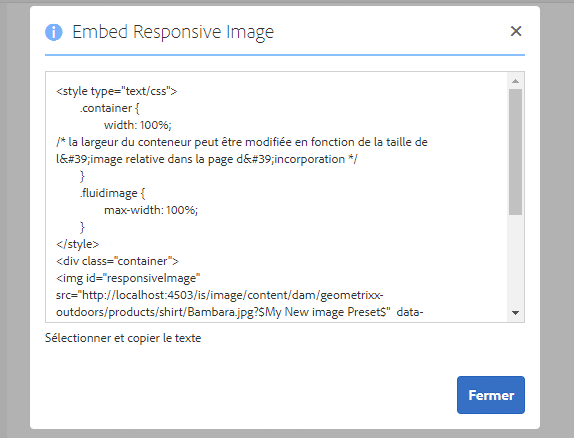 Embed Responsive Image
<style type="text/css">
.container {
width: 100%;
/* la largeur du conteneur peut être modifiée en fonction de la taille de
l&#39;image relative dans la page d&#39;incorporation */
}
.fluidimage {
max-width: 100%;
}
</style>
<div class="container">
<img id="responsiveImage"
src="http://localhost:4503/is/image/content/dam/geometrixx-
outdoors/products/shirt/Bambara.jpg?$My New image Preset$" data-
Sélectionner et copier le texte
Fermer